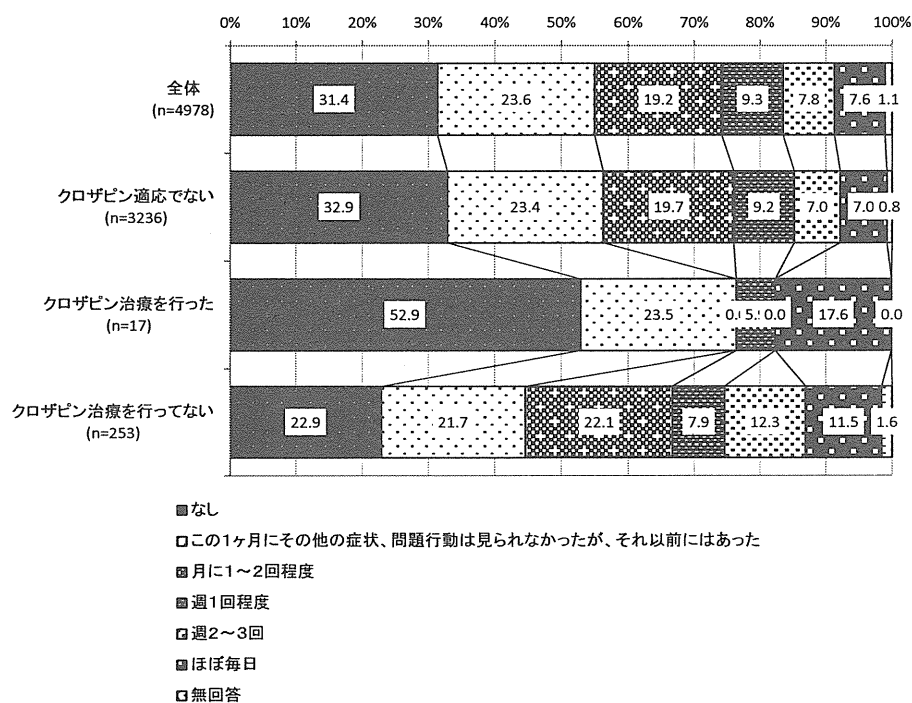 0% 10% 20% 30% 40% 50% 60% 70% 80% 90% 100%
全体
(n=4978)
31.4 23.6 19.2 9.3 7.8 7.6 1.1
クロザピン適応でない
(n=3236)
32.9 23.4 19.7 9.2 7.0 7.0 0.8
クロザピン治療を行った
(n=17)
52.9 23.5 0.0 17.6 0.0
クロザピン治療を行ってない
(n=253)
22.9 21.7 22.1 7.9 12.3 11.5 1.6
なし
この1ヶ月にその他の症状、問題行動は見られなかったが、それ以前にはあった
月に1～2回程度
週1回程度
週2～3回
ほぼ毎日
無回答